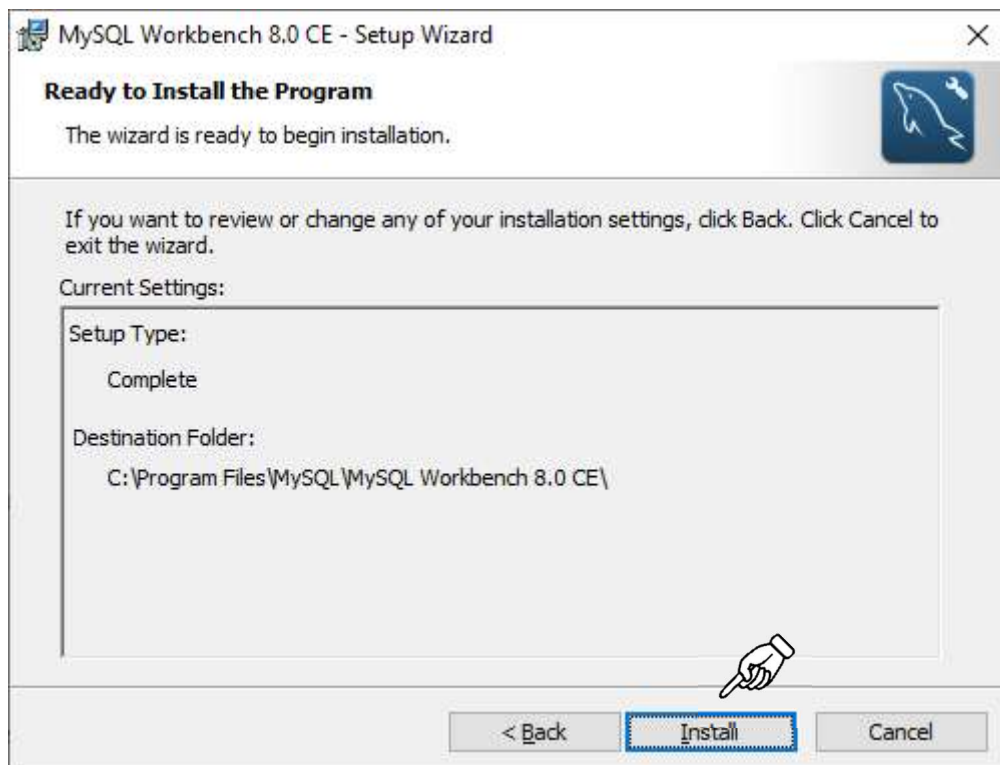 MySQL Workbench 8.0 CE - Setup Wizard
Ready to Install the Program
The wizard is ready to begin installation.
If you want to review or change any of your installation settings, click Back. Click Cancel to
exit the wizard.
Current Settings:
Setup Type:
Complete
Destination Folder:
C:\Program Files\MySQL\MySQL Workbench 8.0 CE\
< Back Install Cancel